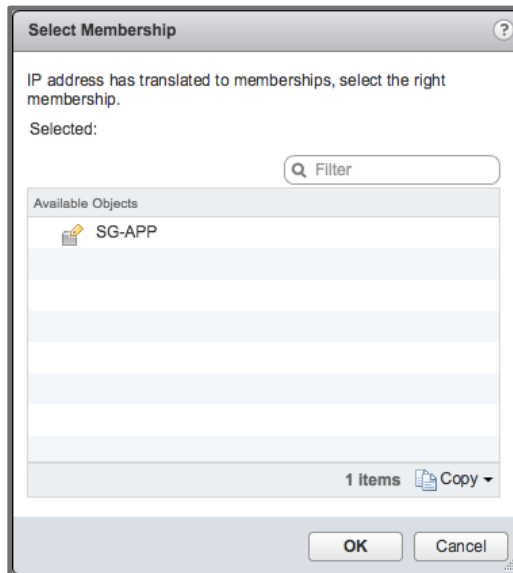 Select Membership
?
IP address has translated to memberships, select the right
membership.
Selected:
Filter
Available Objects
SG-APP
1 items Copy
OK Cancel